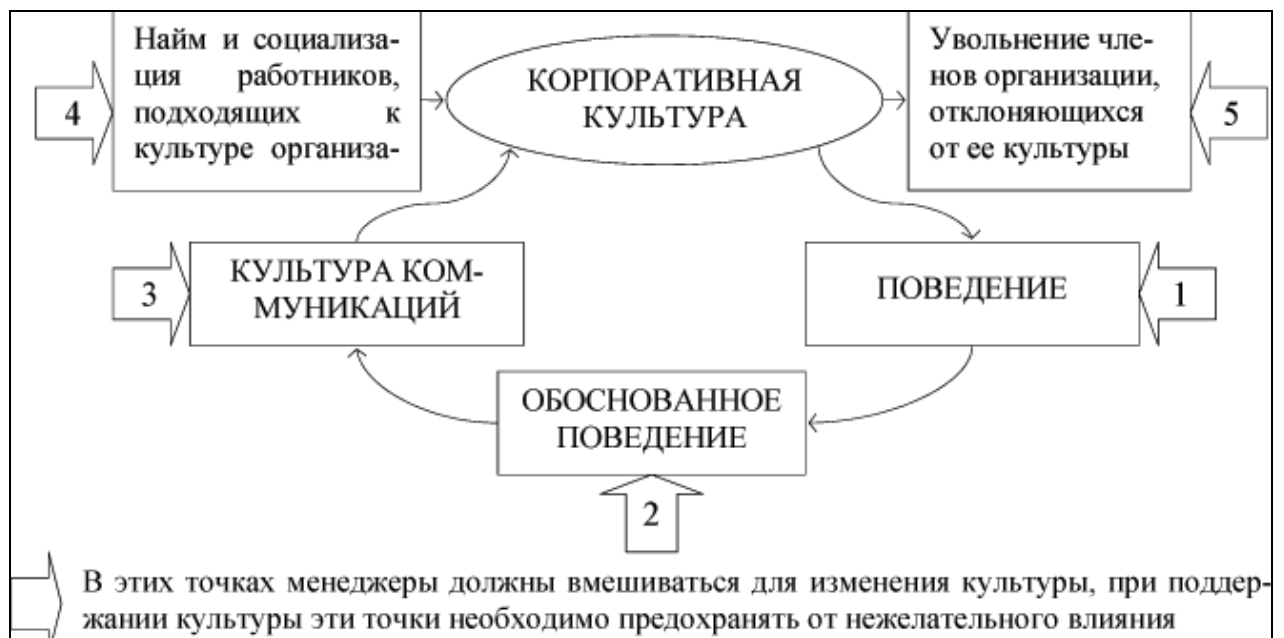 Найм и социализа-
ция работников,
подходящих к
культуре организа-
4
КОРПОРАТИВНАЯ
КУЛЬТУРА
Увольнение чле-
нов организации,
отклоняющихся
от ее культуры
5
3
КУЛЬТУРА КОМ-
МУНИКАЦИЙ
ПОВЕДЕНИЕ
1
ОБОСНОВАННОЕ
ПОВЕДЕНИЕ
2
В этих точках менеджеры должны вмешиваться для изменения культуры, при поддер-
жании культуры эти точки необходимо предохранять от нежелательного влияния